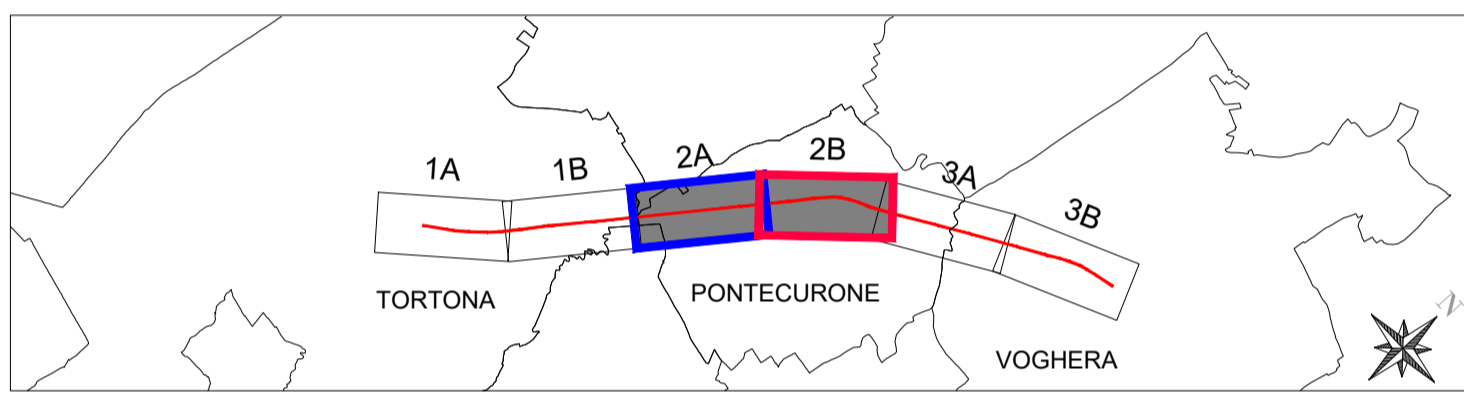 1A
1B
2A
2B
3A
3B
TORTONA
PONTECURONE
VOGHERA
N